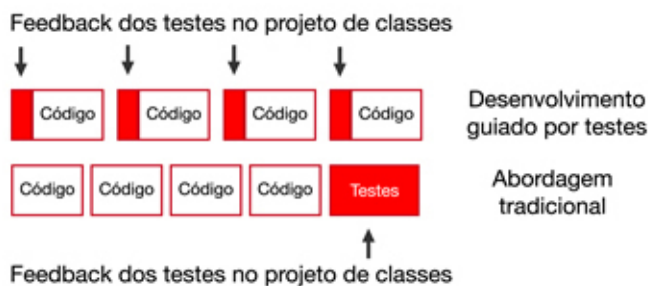 Feedback dos testes no projeto de classes
Código Código Código Código
Desenvolvimento
guiado por testes
Código Código Código Código Testes
Abordagem
tradicional
Feedback dos testes no projeto de classes